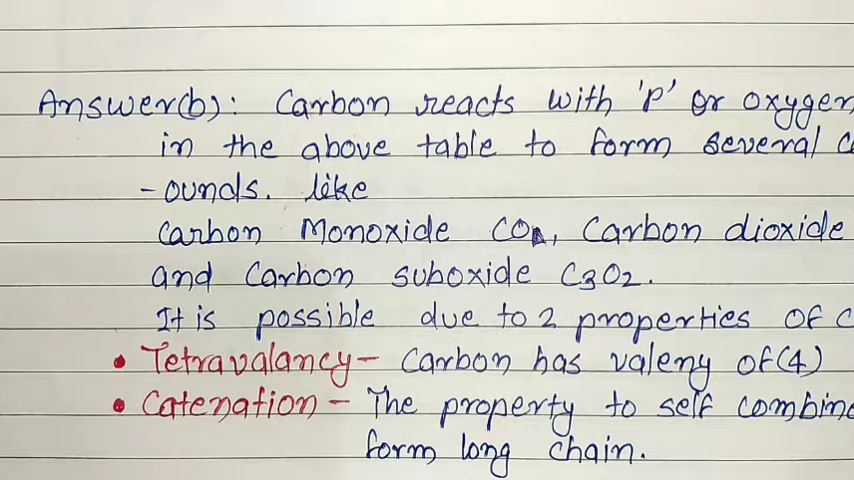 Answer(b): Carbon reacts with 'P' or oxygen
in the above table to form several
-ounds. like
Carbon Monoxide CO, Carbon dioxide
and Carbon suboxide C3O2.
It is possible due to 2 properties of C
• Tetravalancy- Carbon has valeny of(4)
• Catenation - The property to self combine
form long chain.